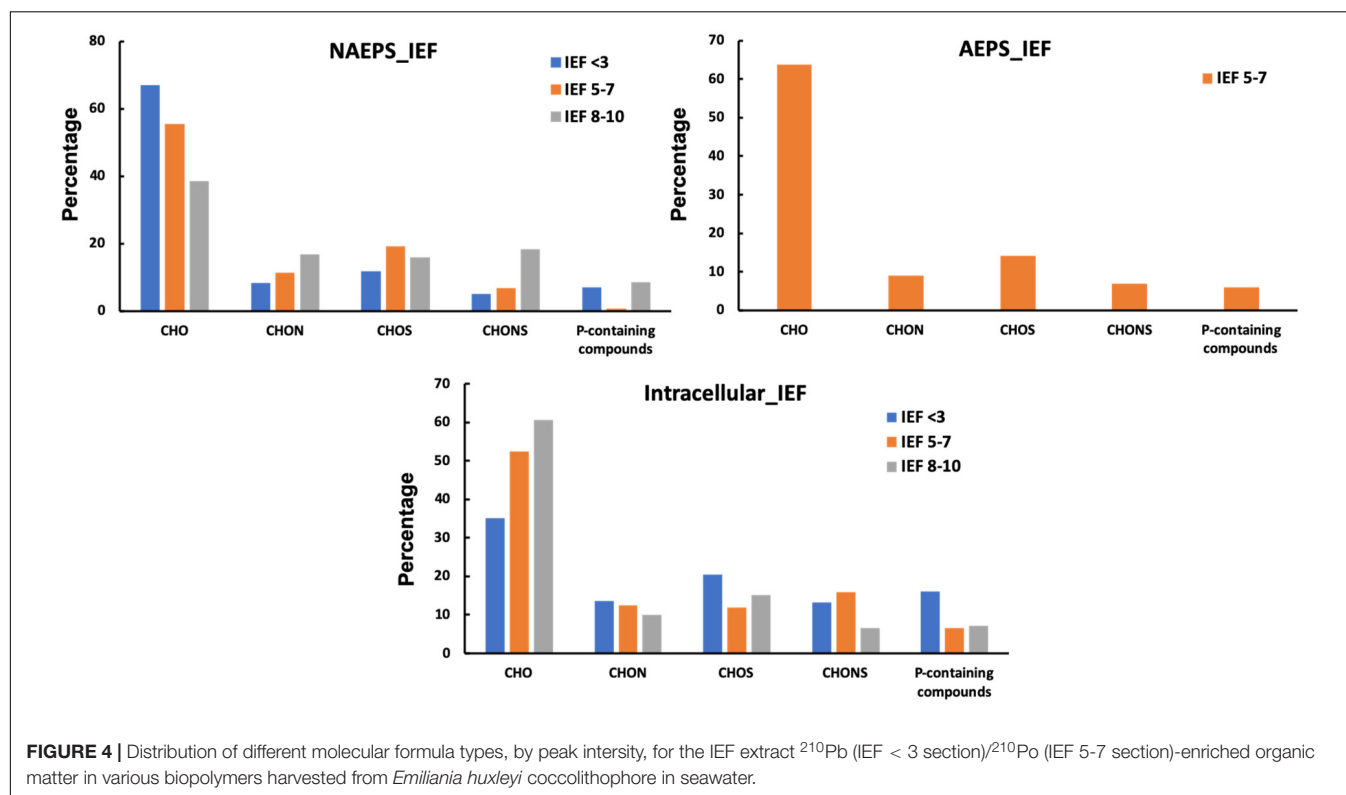 NAEPS_IEF
Percentage
80
60
40
20
0
IEF <3
IEF 5-7
IEF 8-10
CHO CHON CHOS CHONS P-containing
compounds
AEPS_IEF
Percentage
70
60
50
40
30
20
10
0
IEF 5-7
CHO CHON CHOS CHONS P-containing
compounds
Intracellular_IEF
Percentage
70
60
50
40
30
20
10
0
IEF <3
IEF 5-7
IEF 8-10
CHO CHON CHOS CHONS P-containing
compounds
FIGURE 4 | Distribution of different molecular formula types, by peak intersity, for the IEF extract ²¹⁰Pb (IEF < 3 section)/²¹⁰Po (IEF 5-7 section)-enriched organic
matter in various biopolymers harvested from Emiliania huxleyi coccolithophore in seawater.